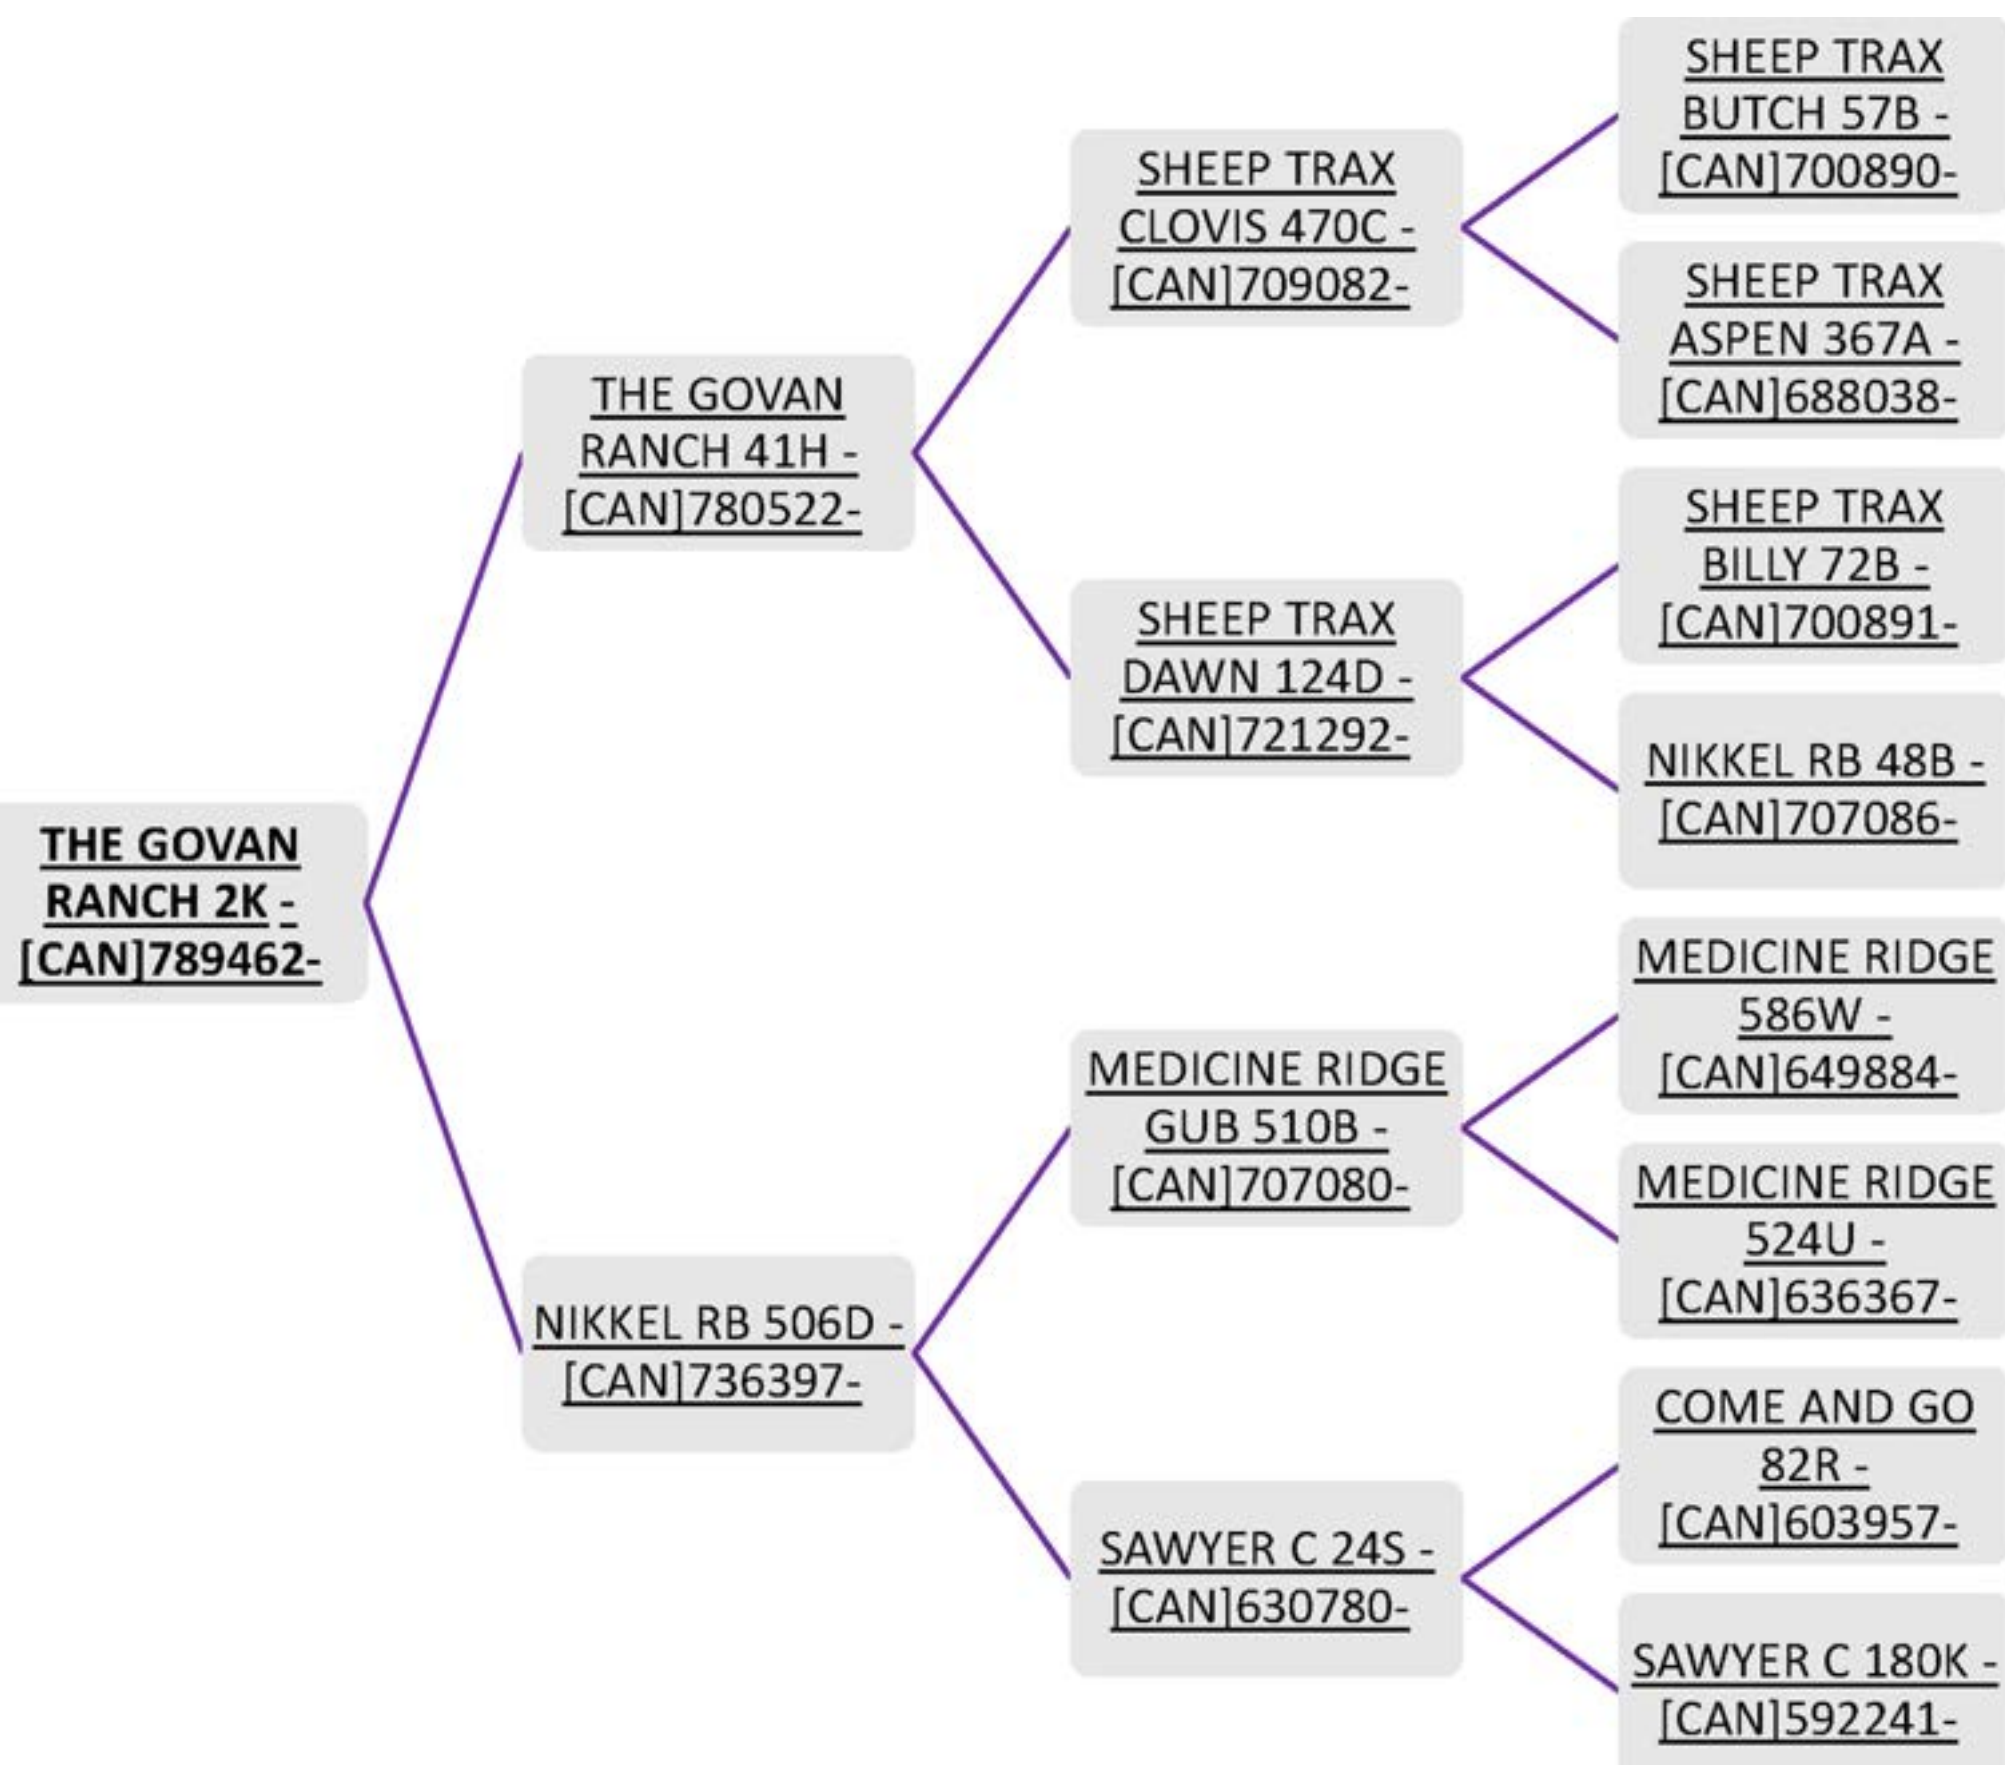 THE GOVAN
RANCH 2K -
[CAN]789462-
THE GOVAN
RANCH 41H -
[CAN]780522-
NIKKEL RB 506D -
[CAN]736397-
SHEEP TRAX
CLOVIS 470C -
[CAN]709082-
SHEEP TRAX
DAWN 124D -
[CAN]721292-
MEDICINE RIDGE
GUB 510B -
[CAN]707080-
SAWYER C 24S -
[CAN]630780-
SHEEP TRAX
BUTCH 57B -
[CAN]700890-
SHEEP TRAX
ASPEN 367A -
[CAN]688038-
SHEEP TRAX
BILLY 72B -
[CAN]700891-
NIKKEL RB 48B -
[CAN]707086-
MEDICINE RIDGE
586W -
[CAN]649884-
MEDICINE RIDGE
524U -
[CAN]636367-
COME AND GO
82R -
[CAN]603957-
SAWYER C 180K -
[CAN]592241-